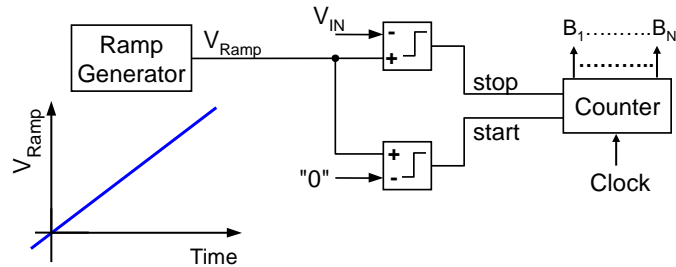 V_IN
B_1 ......... B_N
Ramp
Generator
V_Ramp
-
+
stop
Counter
start
+
-
"0"
Clock
V_Ramp
Time